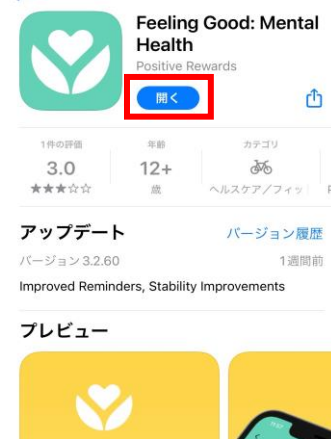 Feeling Good: Mental
Health
Positive Rewards
開く
1件の評価
年齢
カテゴリ
3.0
12+
★★★☆☆
歳
ヘルスケア／フィッ
アップデート
バージョン履歴
バージョン 3.2.60
1週間前
Improved Reminders, Stability Improvements
プレビュー